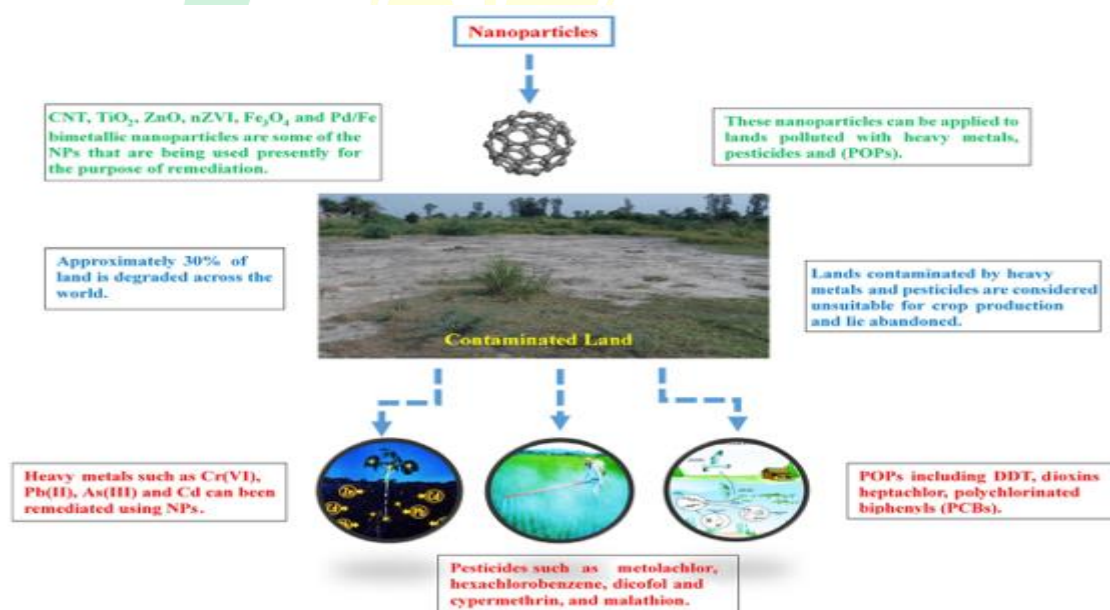 Nanoparticles
CNT, TiO₂, ZnO, nZVI, Fe₃O₄ and Pd/Fe
bimetallic nanoparticles are some of the
NPs that are being used presently for
the purpose of remediation.
These nanoparticles can be applied to
lands polluted with heavy metals,
pesticides and (POPs).
Approximately 30% of
land is degraded across the
world.
Lands contaminated by heavy
metals and pesticides are considered
unsuitable for crop production
and lie abandoned.
Contaminated Land
Heavy metals such as Cr(VI),
Pb(II), As(III) and Cd can been
remediated using NPs.
Cd
Cd
Pb
POPs including DDT, dioxins
heptachlor, polychlorinated
biphenyls (PCBs).
Pesticides such as metolachlor,
hexachlorobenzene, dicofol and
cypermethrin, and malathion.